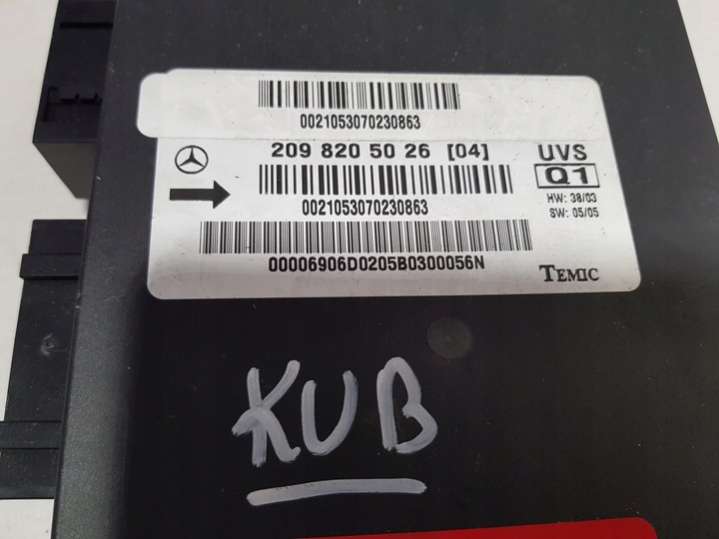 0021053070230863
209 820 50 26 [04] UVS
Q1
HW: 38/03
SW: 05/05
0021053070230863
00006906D0205B0300056N
TEMIC
KUB